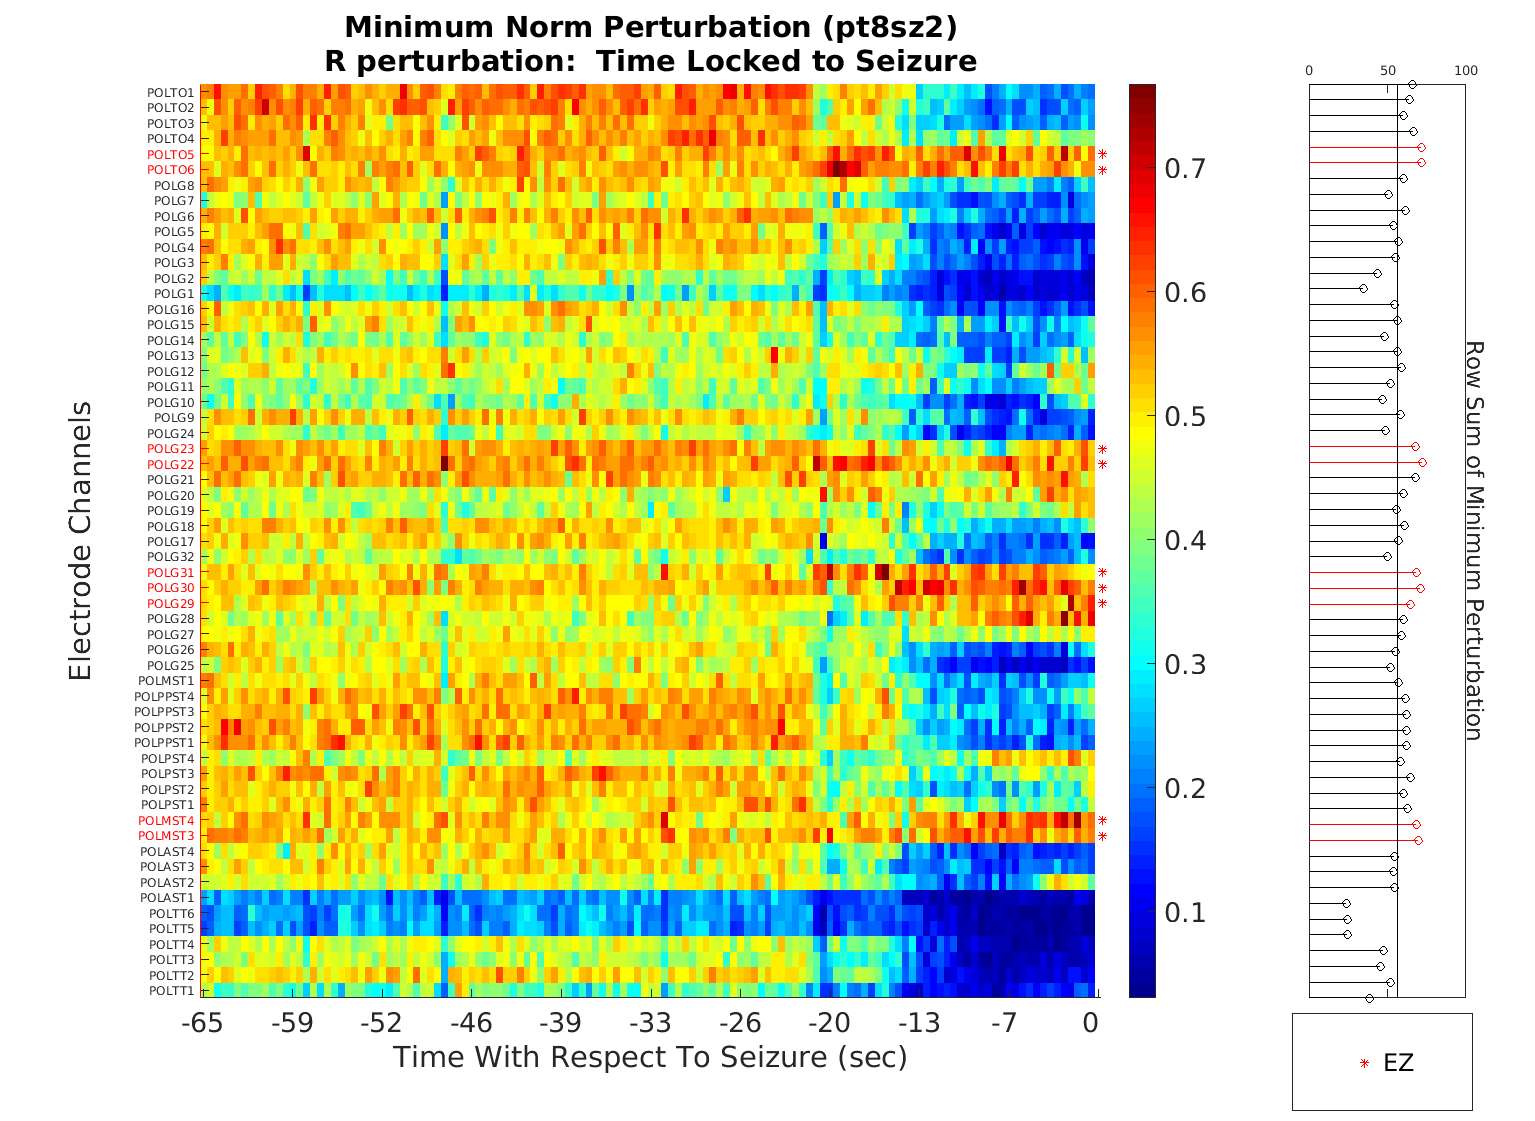 Minimum Norm Perturbation (pt8sz2)
R perturbation:  Time Locked to Seizure
Electrode Channels
POLTO1
POLTO2
POLTO3
POLTO4
POLTO5
POLTO6
POLG8
POLG7
POLG6
POLG5
POLG4
POLG3
POLG2
POLG1
POLG16
POLG15
POLG14
POLG13
POLG12
POLG11
POLG10
POLG9
POLG24
POLG23
POLG22
POLG21
POLG20
POLG19
POLG18
POLG17
POLG32
POLG31
POLG30
POLG29
POLG28
POLG27
POLG26
POLG25
POLMST1
POLPPST4
POLPPST3
POLPPST2
POLPPST1
POLPST4
POLPST3
POLPST2
POLPST1
POLMST4
POLMST3
POLAST4
POLAST3
POLAST2
POLAST1
POLTT6
POLTT5
POLTT4
POLTT3
POLTT2
POLTT1
-65 -59 -52 -46 -39 -33 -26 -20 -13 -7 0
Time With Respect To Seizure (sec)
0.7
0.6
0.5
0.4
0.3
0.2
0.1
0 50 100
Row Sum of Minimum Perturbation
EZ